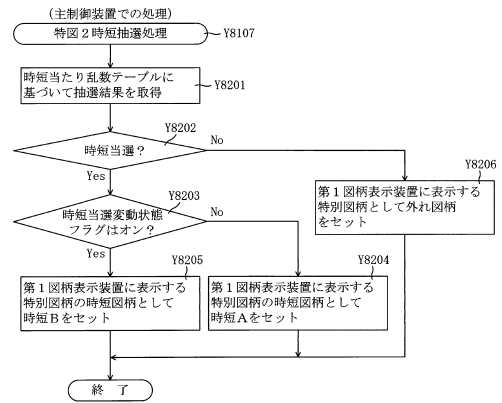 (主制御装置での処理)
特図2時短抽選処理
Y8107
時短当たり乱数テーブルに
基づいて抽選結果を取得
Y8201
Y8202
時短当選?
No
Yes
Y8206
第1図柄表示装置に表示する
特別図柄として外れ図柄
をセット
Y8203
時短当選変動状態
フラグはオン?
No
Yes
Y8205
第1図柄表示装置に表示する
特別図柄の時短図柄として
時短Bをセット
Y8204
第1図柄表示装置に表示する
特別図柄の時短図柄として
時短Aをセット
終 了